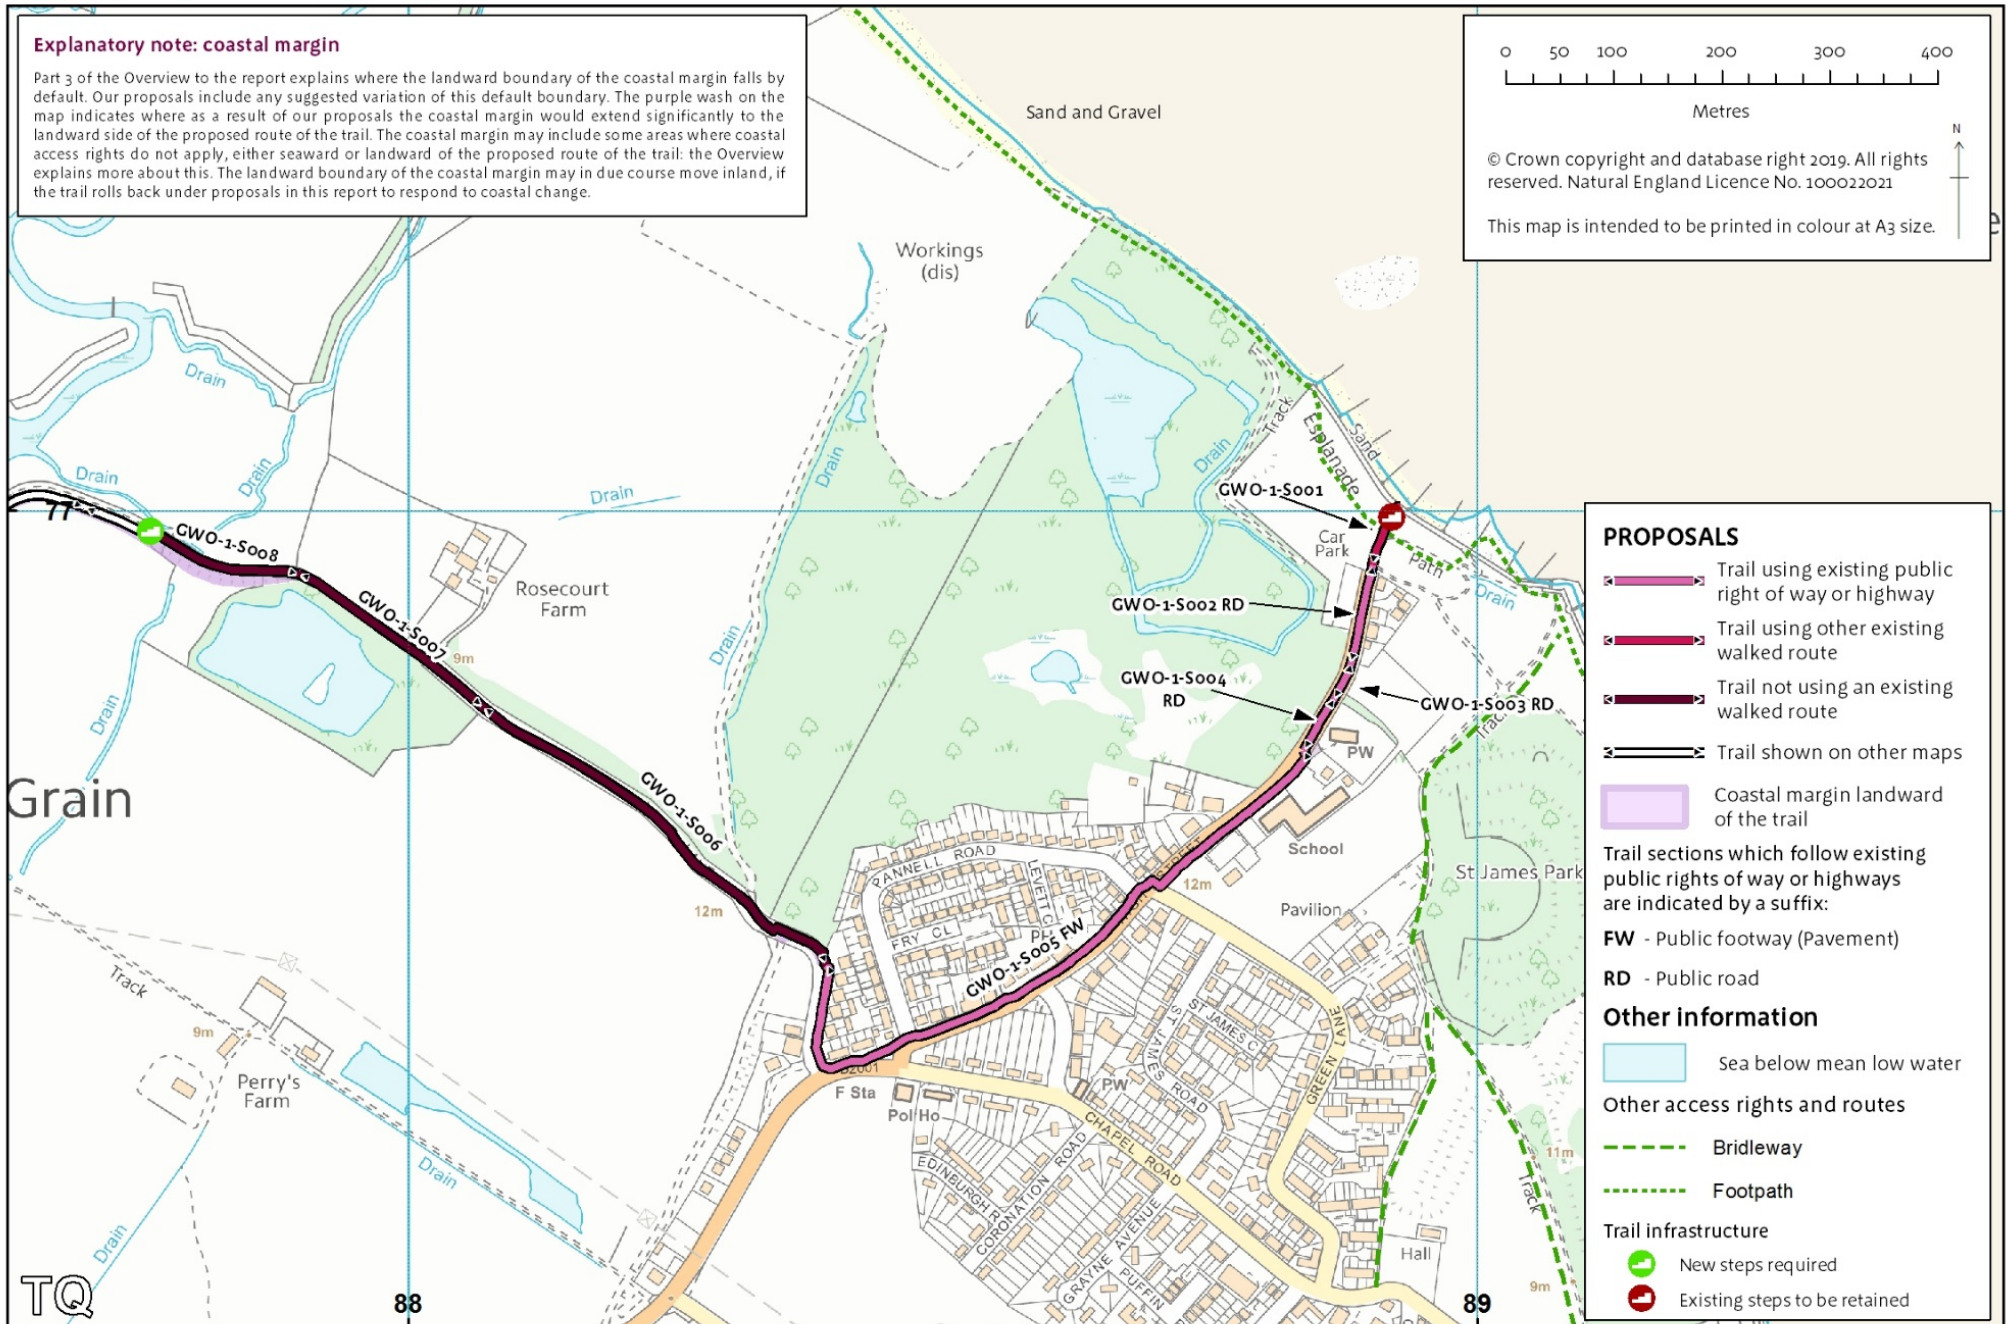 Explanatory note: coastal margin
Part 3 of the Overview to the report explains where the landward boundary of the coastal margin falls by
default. Our proposals include any suggested variation of this default boundary. The purple wash on the
map indicates where as a result of our proposals the coastal margin would extend significantly to the
landward side of the proposed route of the trail. The coastal margin may include some areas where coastal
access rights do not apply, either seaward or landward of the proposed route of the trail: the Overview
explains more about this. The landward boundary of the coastal margin may in due course move inland, if
the trail rolls back under proposals in this report to respond to coastal change.
0 50 100 200 300 400
Metres
N
© Crown copyright and database right 2019. All rights
reserved. Natural England Licence No. 100022021
This map is intended to be printed in colour at A3 size.
Sand and Gravel
Workings
(dis)
Drain
Drain
Drain
Drain
Drain
Track
Esplanade
Sand
Drain
77
GWO-1-S008
GWO-1-S001
Car
Park
Path
Drain
Rosecourt
Farm
GWO-1-S007
9m
GWO-1-S002 RD
Drain
GWO-1-S004
RD
GWO-1-S003 RD
Track
PW
Drain
Grain
GWO-1-S006
School
STREET
12m
St James Park
PANNELL ROAD
LEVETT CL
FRY CL
PH
GWO-1-S005 FW
Pavilion
12m
Track
9m
Perry's
Farm
B2001
F Sta
Pol Ho
PW
ST JAMES C
ST JAMES ROAD
GREEN LANE
CHAPEL ROAD
EDINBURGH R
CORONATION ROAD
GRAYNE AVENUE
PUFFIN
Drain
Drain
Hall
Track
11m
9m
TQ
88
89
PROPOSALS
Trail using existing public
right of way or highway
Trail using other existing
walked route
Trail not using an existing
walked route
Trail shown on other maps
Coastal margin landward
of the trail
Trail sections which follow existing
public rights of way or highways
are indicated by a suffix:
FW - Public footway (Pavement)
RD - Public road
Other information
Sea below mean low water
Other access rights and routes
Bridleway
Footpath
Trail infrastructure
New steps required
Existing steps to be retained